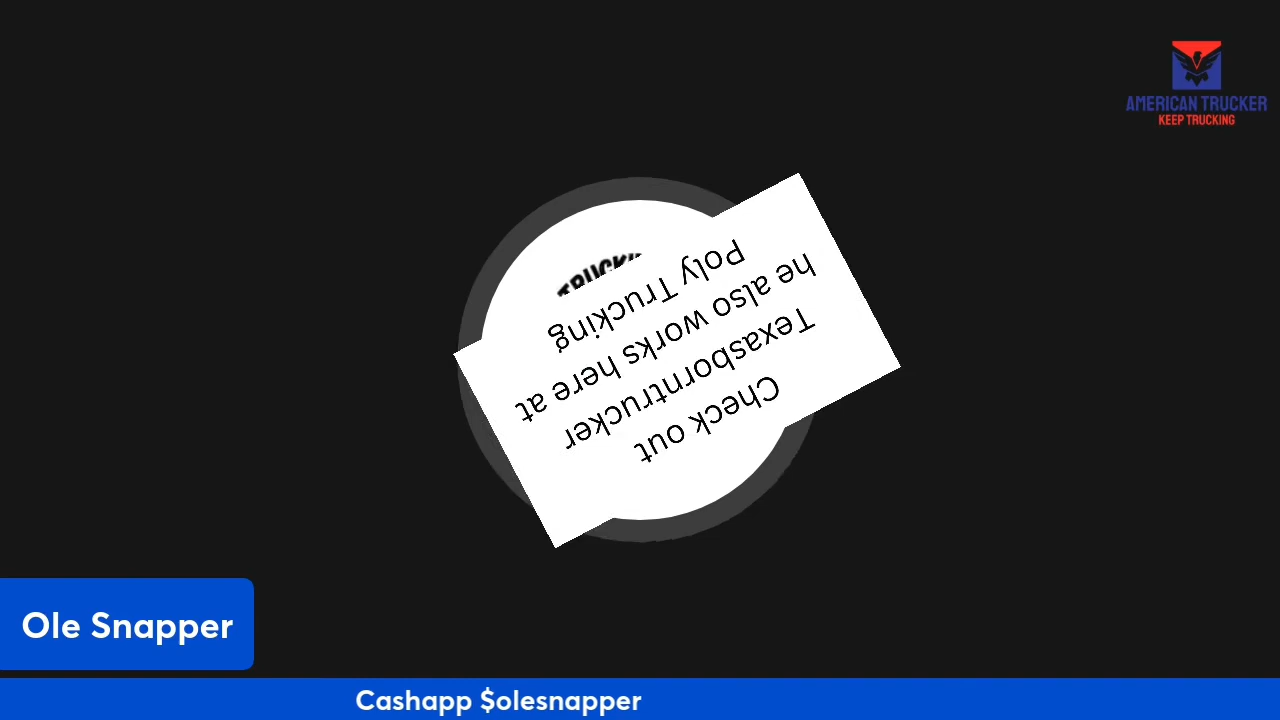 AMERICAN TRUCKER
KEEP TRUCKING
Check out
Texasborntrucker
he also works here at
Poly Trucking
Ole Snapper
Cashapp $olesnapper